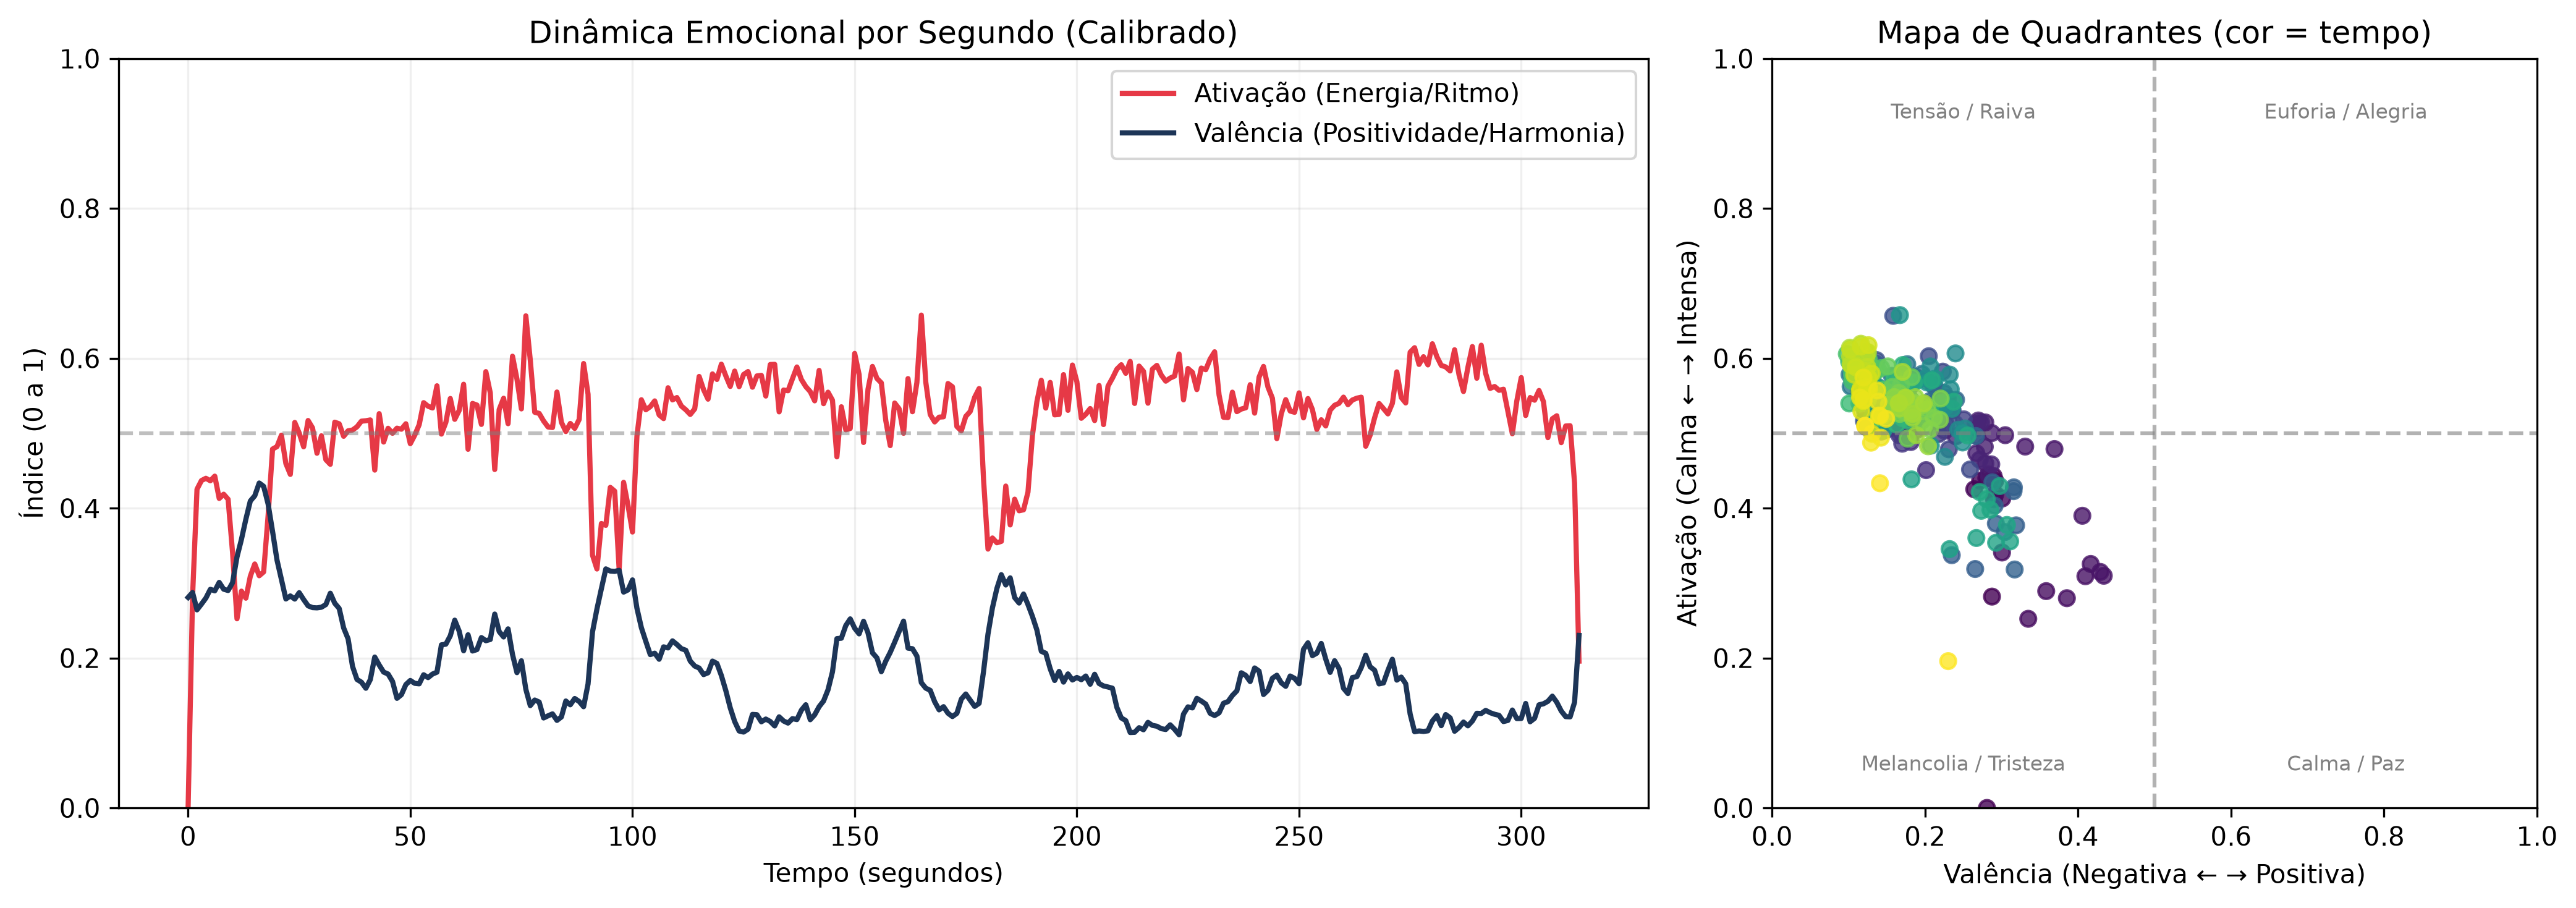 Dinâmica Emocional por Segundo (Calibrado)
Índice (0 a 1)
1.0
0.8
0.6
0.4
0.2
0.0
Ativação (Energia/Ritmo)
Valência (Positividade/Harmonia)
0
50
100
150
200
250
300
Tempo (segundos)
Mapa de Quadrantes (cor = tempo)
Ativação (Calma ← → Intensa)
1.0
0.8
0.6
0.4
0.2
0.0
Tensão / Raiva
Euforia / Alegria
Melancolia / Tristeza
Calma / Paz
0.0
0.2
0.4
0.6
0.8
1.0
Valência (Negativa ← → Positiva)